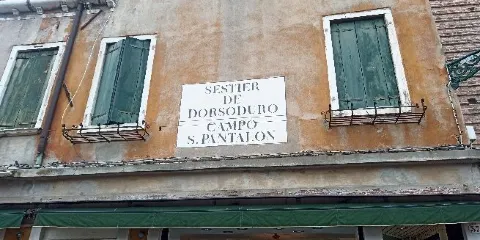 SESTIER
DE
DORSODURO
CAMPO
S. PANTALON